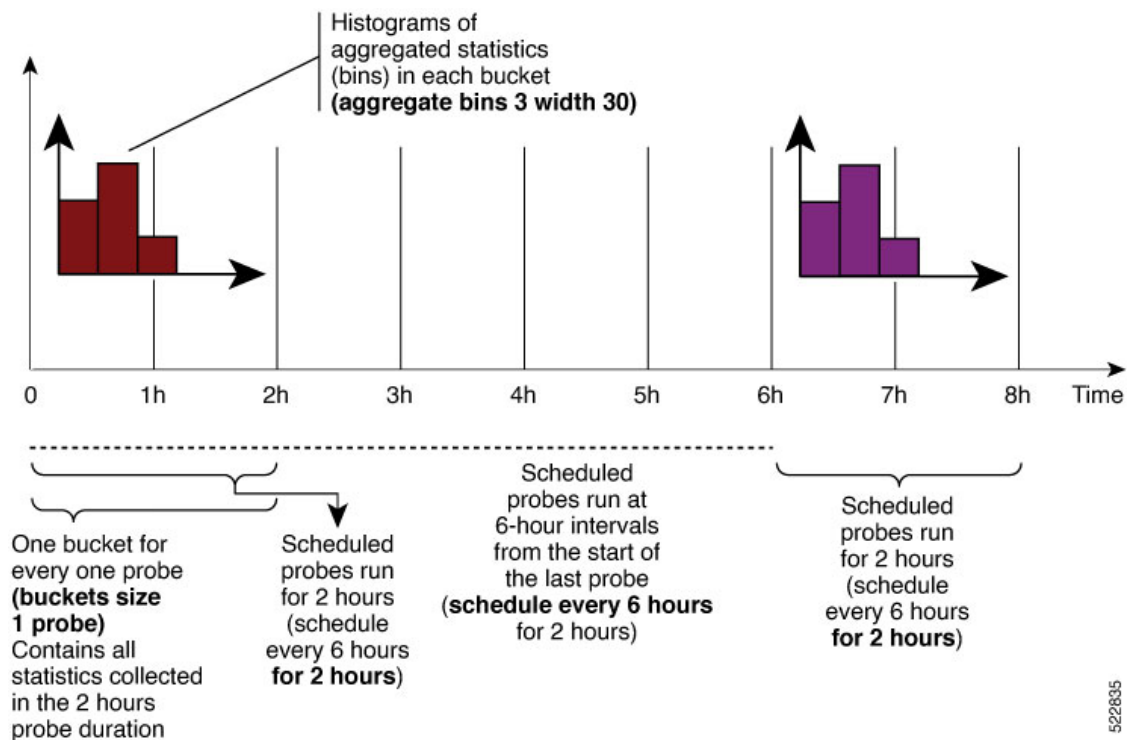 Histograms of
aggregated statistics
(bins) in each bucket
(aggregate bins 3 width 30)
0
1h
2h
3h
4h
5h
6h
7h
8h
Time
One bucket for
every one probe
(buckets size
1 probe)
Contains all
statistics collected
in the 2 hours
probe duration
Scheduled
probes run
for 2 hours
(schedule
every 6 hours
for 2 hours)
Scheduled
probes run at
6-hour intervals
from the start of
the last probe
(schedule every 6 hours
for 2 hours)
Scheduled
probes run
for 2 hours
(schedule
every 6 hours
for 2 hours)
522835